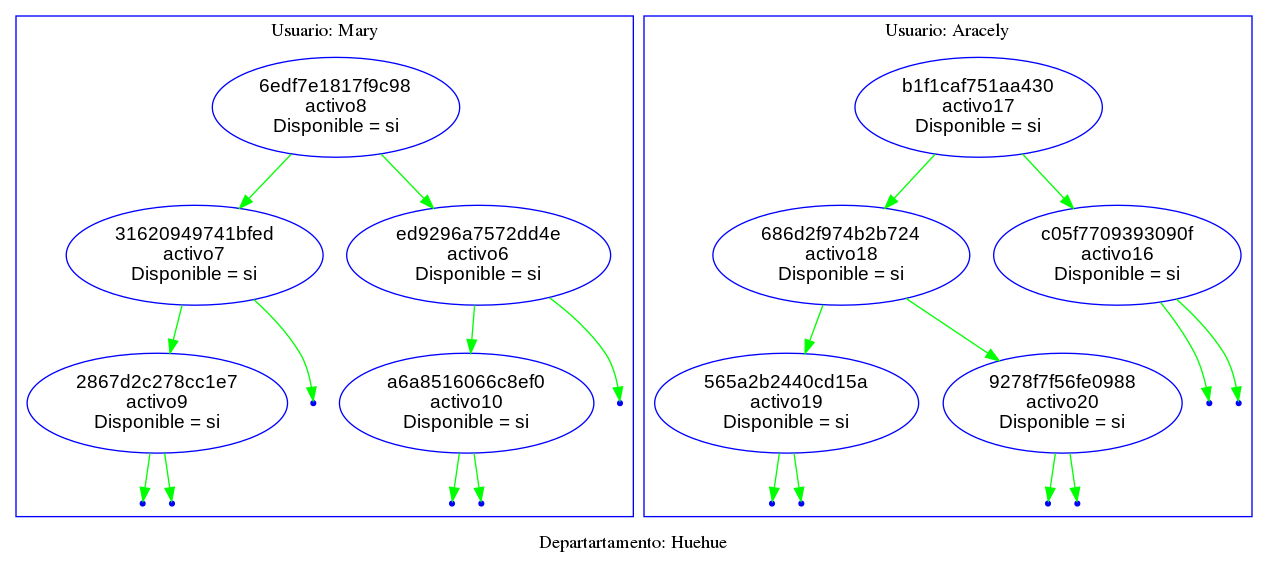 Usuario: Mary
6edf7e1817f9c98
activo8
Disponible = si
31620949741bfed
activo7
Disponible = si
ed9296a7572dd4e
activo6
Disponible = si
2867d2c278cc1e7
activo9
Disponible = si
a6a8516066c8ef0
activo10
Disponible = si
Usuario: Aracely
b1f1caf751aa430
activo17
Disponible = si
686d2f974b2b724
activo18
Disponible = si
c05f7709393090f
activo16
Disponible = si
565a2b2440cd15a
activo19
Disponible = si
9278f7f56fe0988
activo20
Disponible = si
Departartamento: Huehue